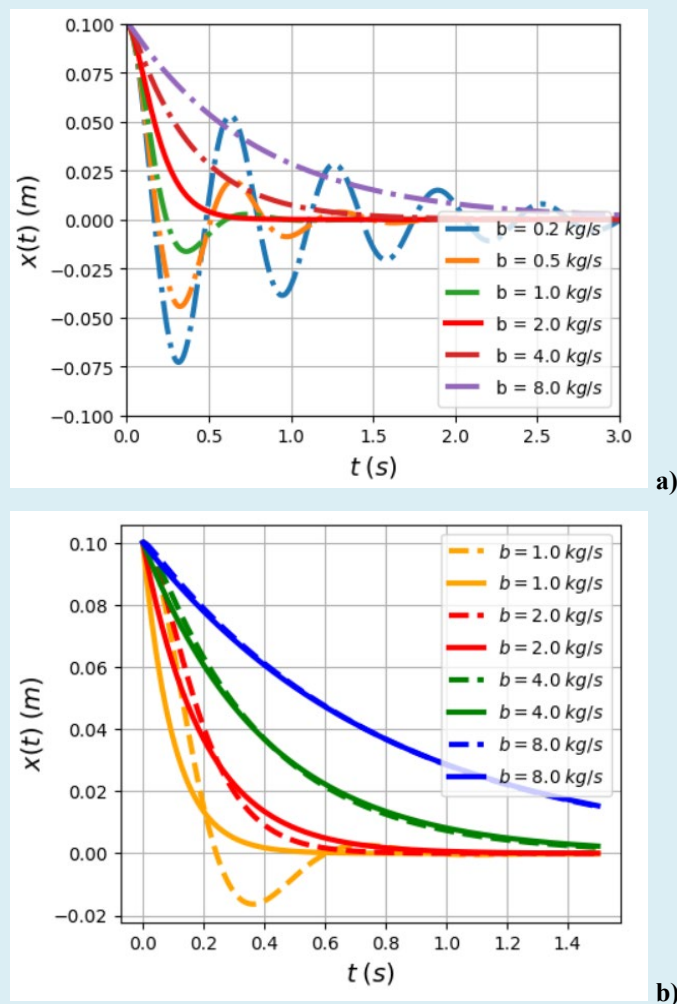 0.100
0.075
0.050
0.025
0.000
−0.025
−0.050
−0.075
−0.100
x(t) (m)
0.0 0.5 1.0 1.5 2.0 2.5 3.0
t (s)
b = 0.2 kg/s
b = 0.5 kg/s
b = 1.0 kg/s
b = 2.0 kg/s
b = 4.0 kg/s
b = 8.0 kg/s
a)
0.10
0.08
0.06
0.04
0.02
0.00
−0.02
x(t) (m)
0.0 0.2 0.4 0.6 0.8 1.0 1.2 1.4
t (s)
b = 1.0 kg/s
b = 1.0 kg/s
b = 2.0 kg/s
b = 2.0 kg/s
b = 4.0 kg/s
b = 4.0 kg/s
b = 8.0 kg/s
b = 8.0 kg/s
b)